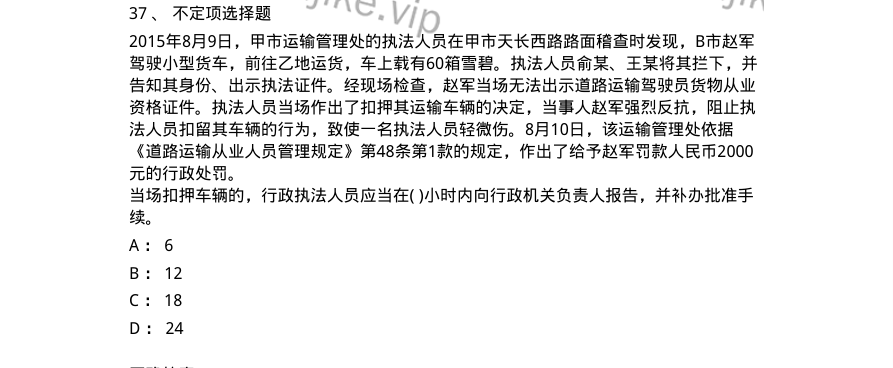 jike.vip
37 、 不定项选择题
2015年8月9日，甲市运输管理处的执法人员在甲市天长西路路面稽查时发现，B市赵军
驾驶小型货车，前往乙地运货，车上载有60箱雪碧。执法人员俞某、王某将其拦下，并
告知其身份、出示执法证件。经现场检查，赵军当场无法出示道路运输驾驶员货物从业
资格证件。执法人员当场作出了扣押其运输车辆的决定，当事人赵军强烈反抗，阻止执
法人员扣留其车辆的行为，致使一名执法人员轻微伤。8月10日，该运输管理处依据
《道路运输从业人员管理规定》第48条第1款的规定，作出了给予赵军罚款人民币2000
元的行政处罚。
当场扣押车辆的，行政执法人员应当在( )小时内向行政机关负责人报告，并补办批准手
续。
A： 6
B： 12
C： 18
D： 24